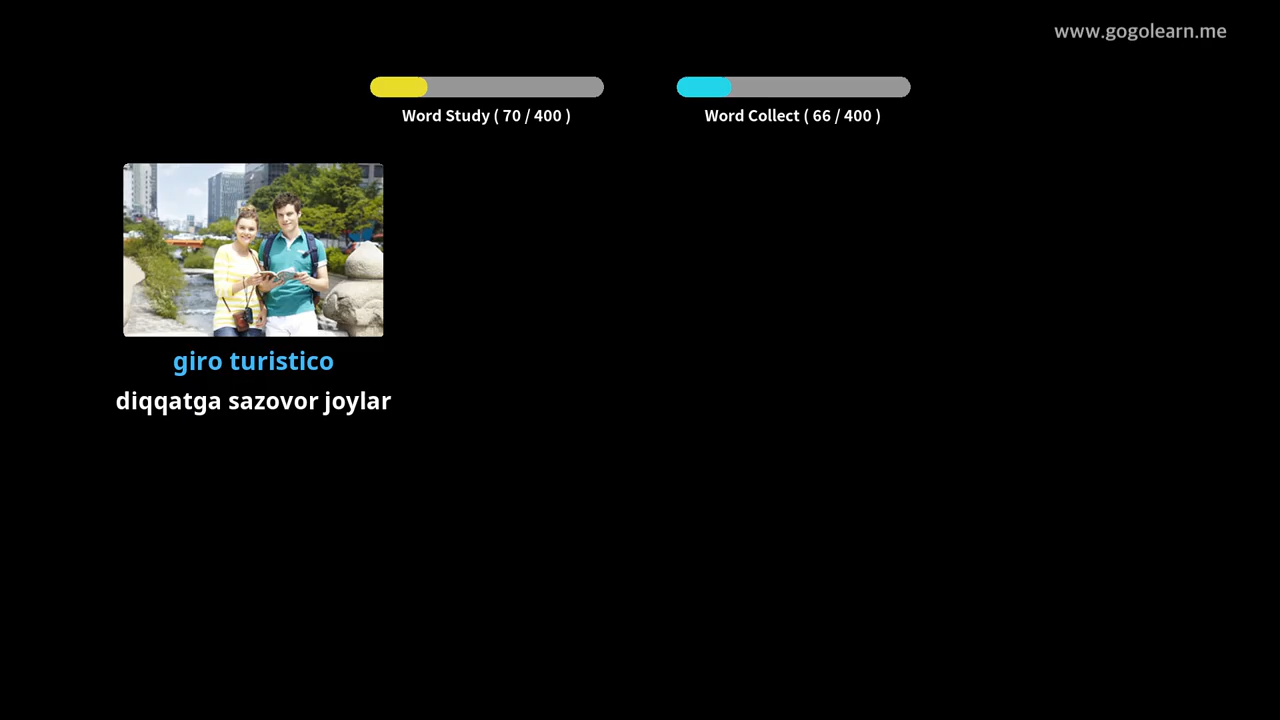 www.gogolearn.me
Word Study ( 70 / 400 )
Word Collect ( 66 / 400 )
giro turistico
diqqatga sazovor joylar